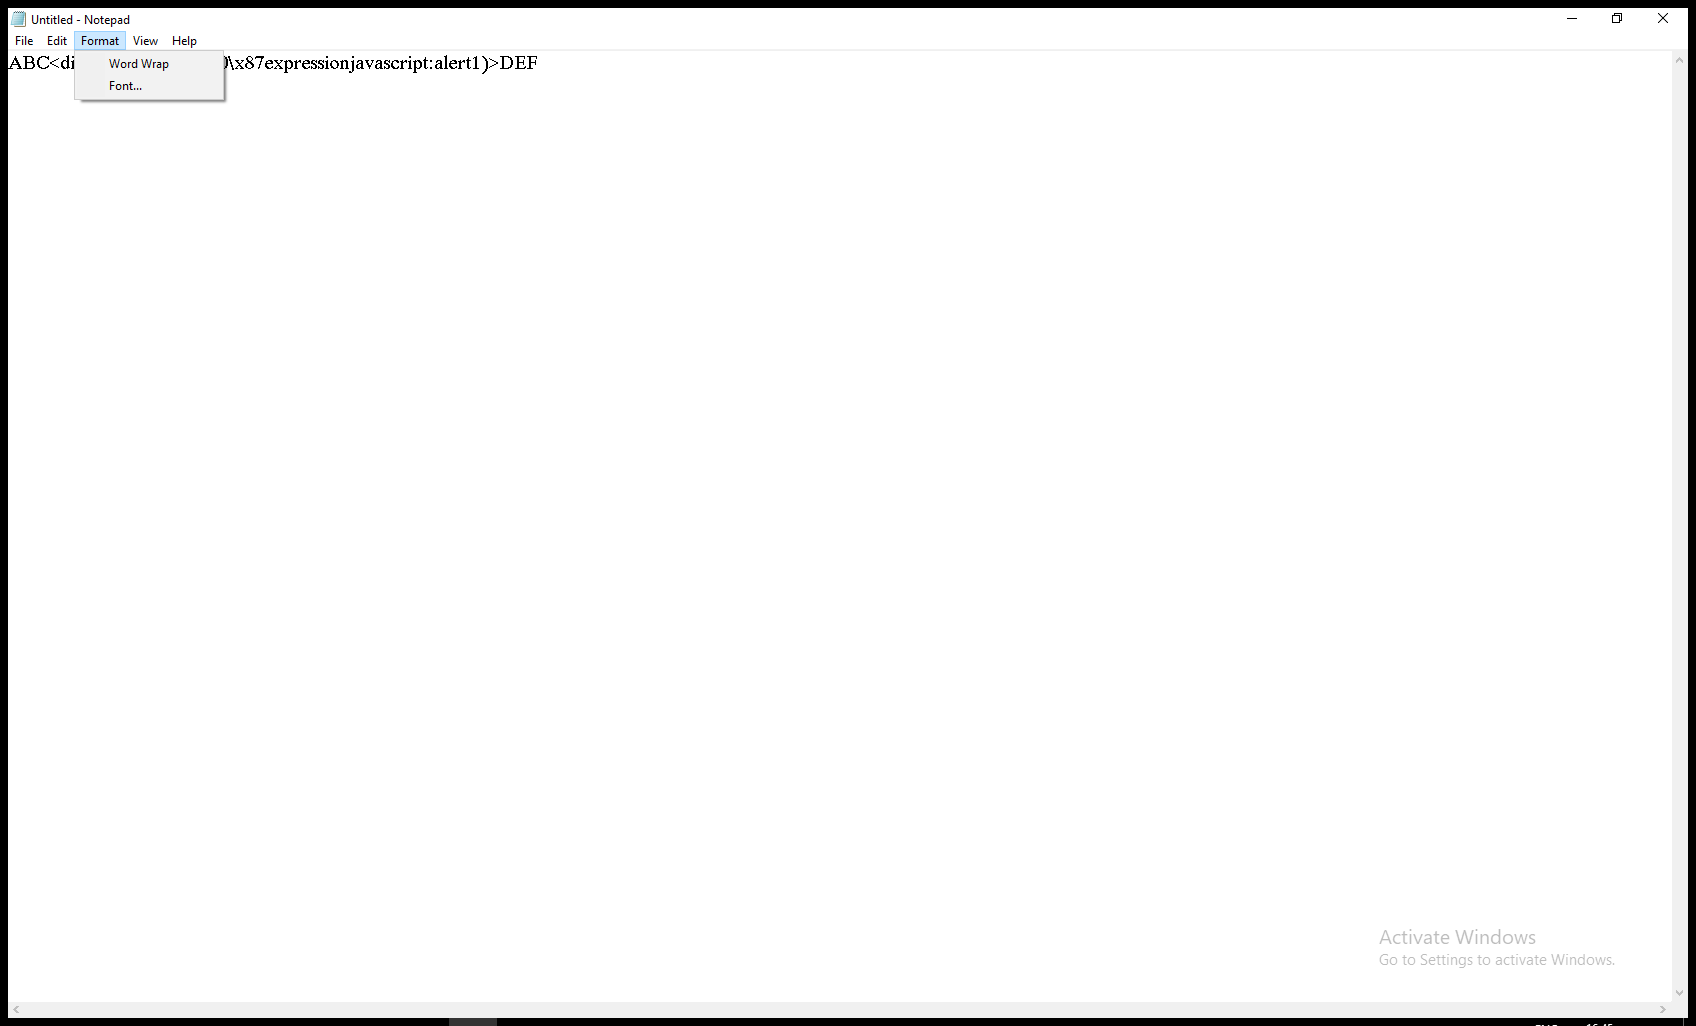 Untitled - Notepad
File Edit Format View Help
ABC<di \x87expressionjavascript:alert1)>DEF
Word Wrap
Font...
Activate Windows
Go to Settings to activate Windows.